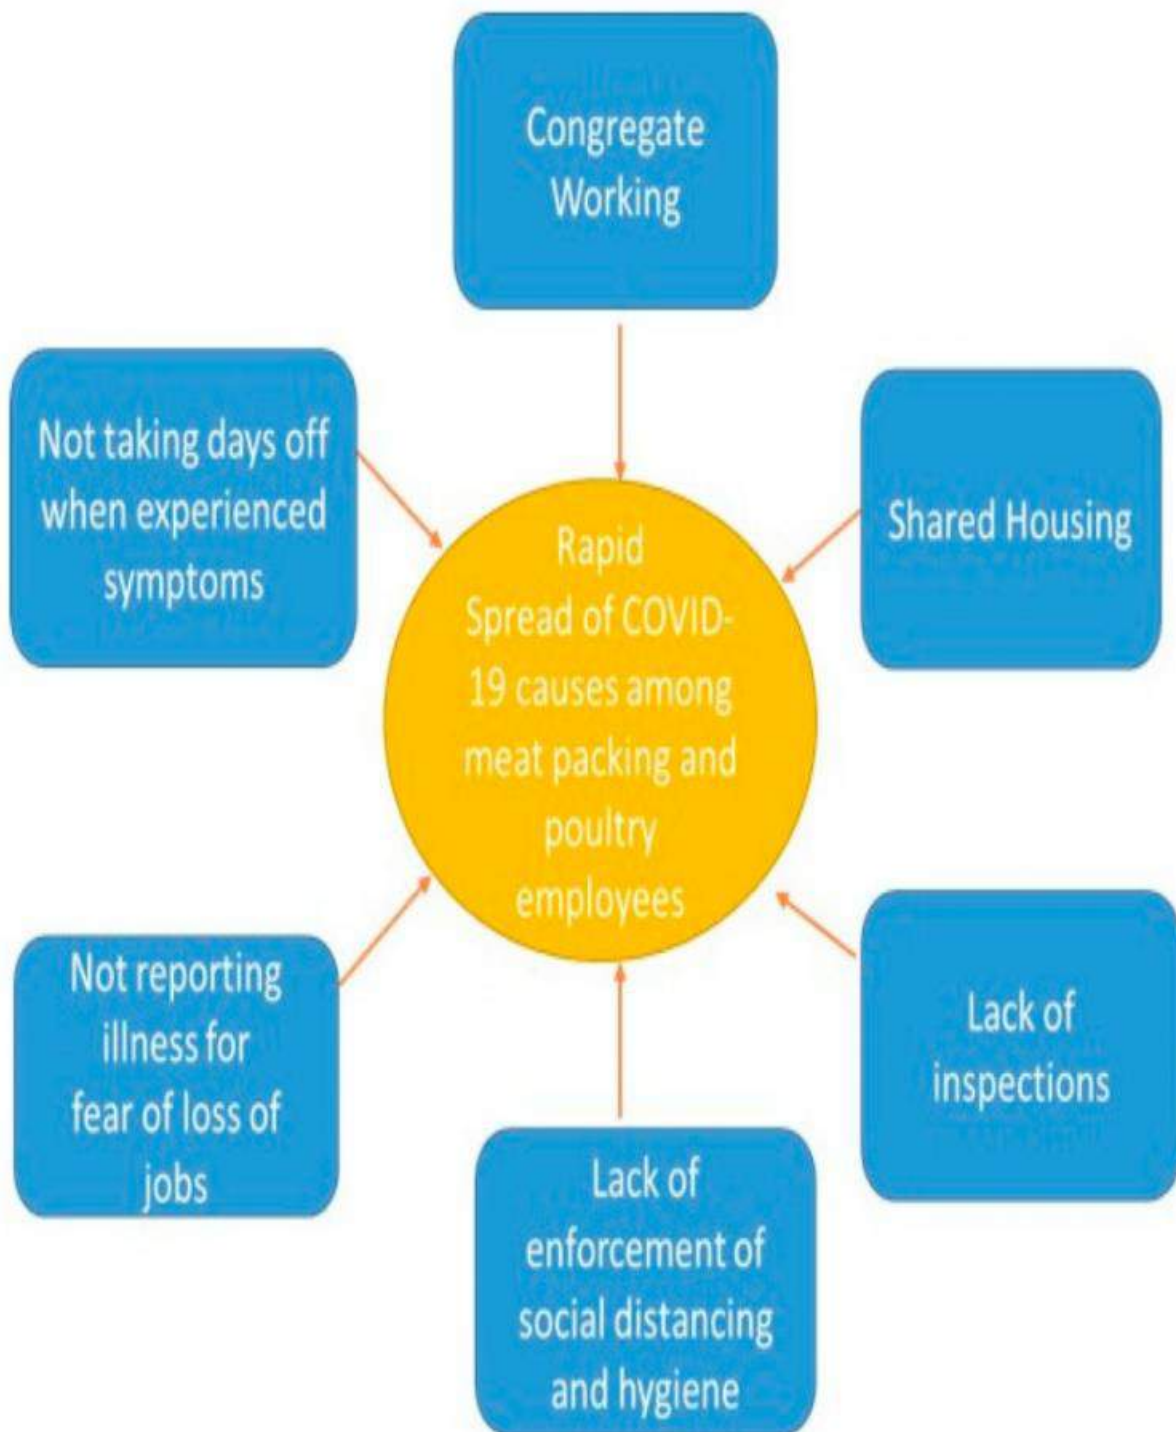 Congregate
Working
Not taking days off
when experienced
symptoms
Shared Housing
Rapid
Spread of COVID-
19 causes among
meat packing and
poultry
employees
Not reporting
illness for
fear of loss of
jobs
Lack of
inspections
Lack of
enforcement of
social distancing
and hygiene